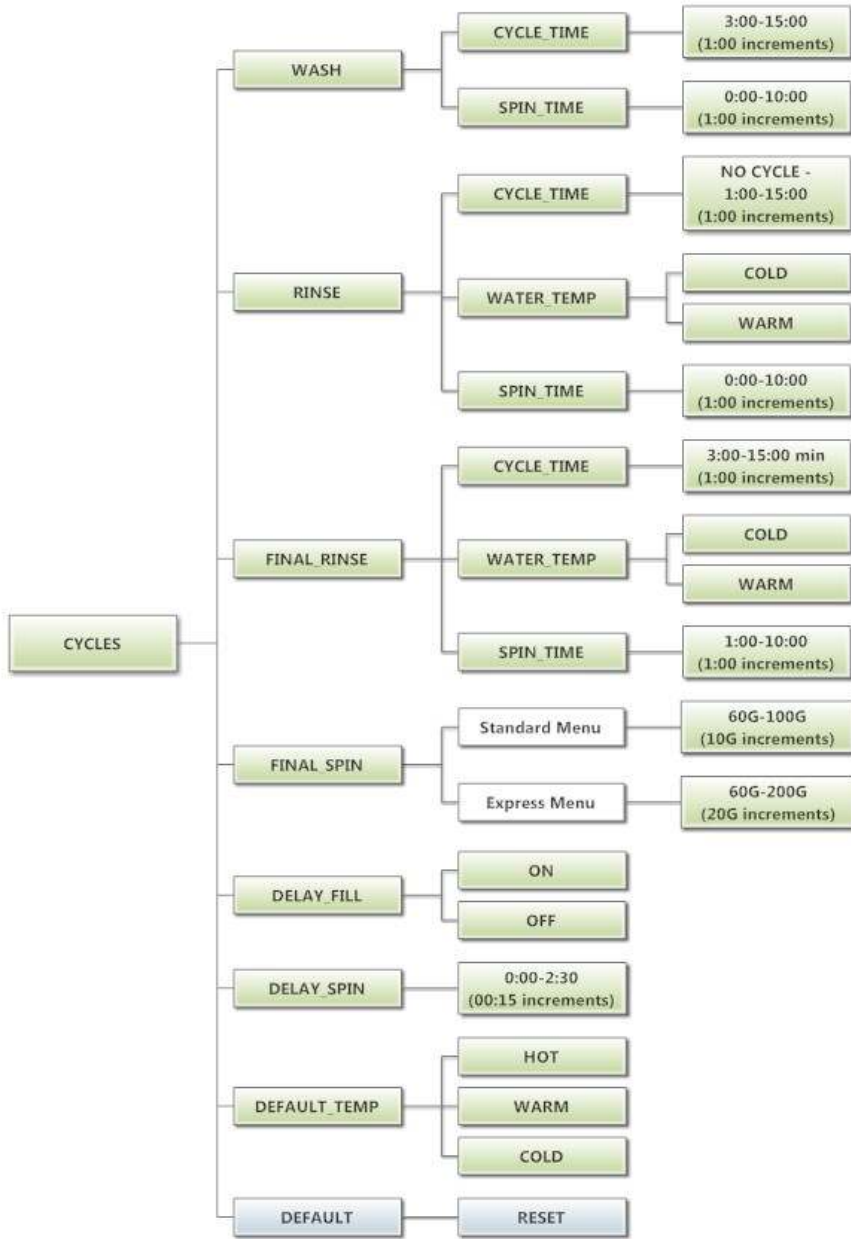 CYCLES
WASH
CYCLE_TIME
3:00-15:00
(1:00 increments)
SPIN_TIME
0:00-10:00
(1:00 increments)
RINSE
CYCLE_TIME
NO CYCLE -
1:00-15:00
(1:00 increments)
WATER_TEMP
COLD
WARM
SPIN_TIME
0:00-10:00
(1:00 increments)
FINAL_RINSE
CYCLE_TIME
3:00-15:00 min
(1:00 increments)
WATER_TEMP
COLD
WARM
SPIN_TIME
1:00-10:00
(1:00 increments)
FINAL_SPIN
Standard Menu
60G-100G
(10G increments)
Express Menu
60G-200G
(20G increments)
DELAY_FILL
ON
OFF
DELAY_SPIN
0:00-2:30
(00:15 increments)
DEFAULT_TEMP
HOT
WARM
COLD
DEFAULT
RESET